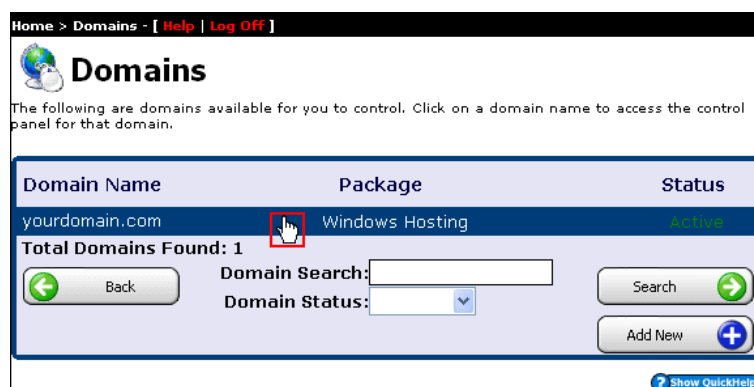 Home > Domains - [ Help | Log Off ]
Domains
The following are domains available for you to control. Click on a domain name to access the control
panel for that domain.
Domain Name Package Status
yourdomain.com Windows Hosting Active
Total Domains Found: 1
Domain Search:
Back Search
Domain Status:
Add New
? Show QuickHelp